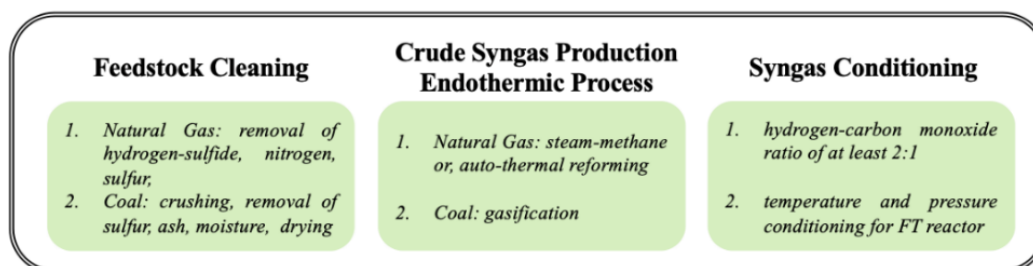 Feedstock Cleaning
1. Natural Gas: removal of
hydrogen-sulfide, nitrogen,
sulfur,
2. Coal: crushing, removal of
sulfur, ash, moisture, drying
Crude Syngas Production
Endothermic Process
1. Natural Gas: steam-methane
or, auto-thermal reforming
2. Coal: gasification
Syngas Conditioning
1. hydrogen-carbon monoxide
ratio of at least 2:1
2. temperature and pressure
conditioning for FT reactor